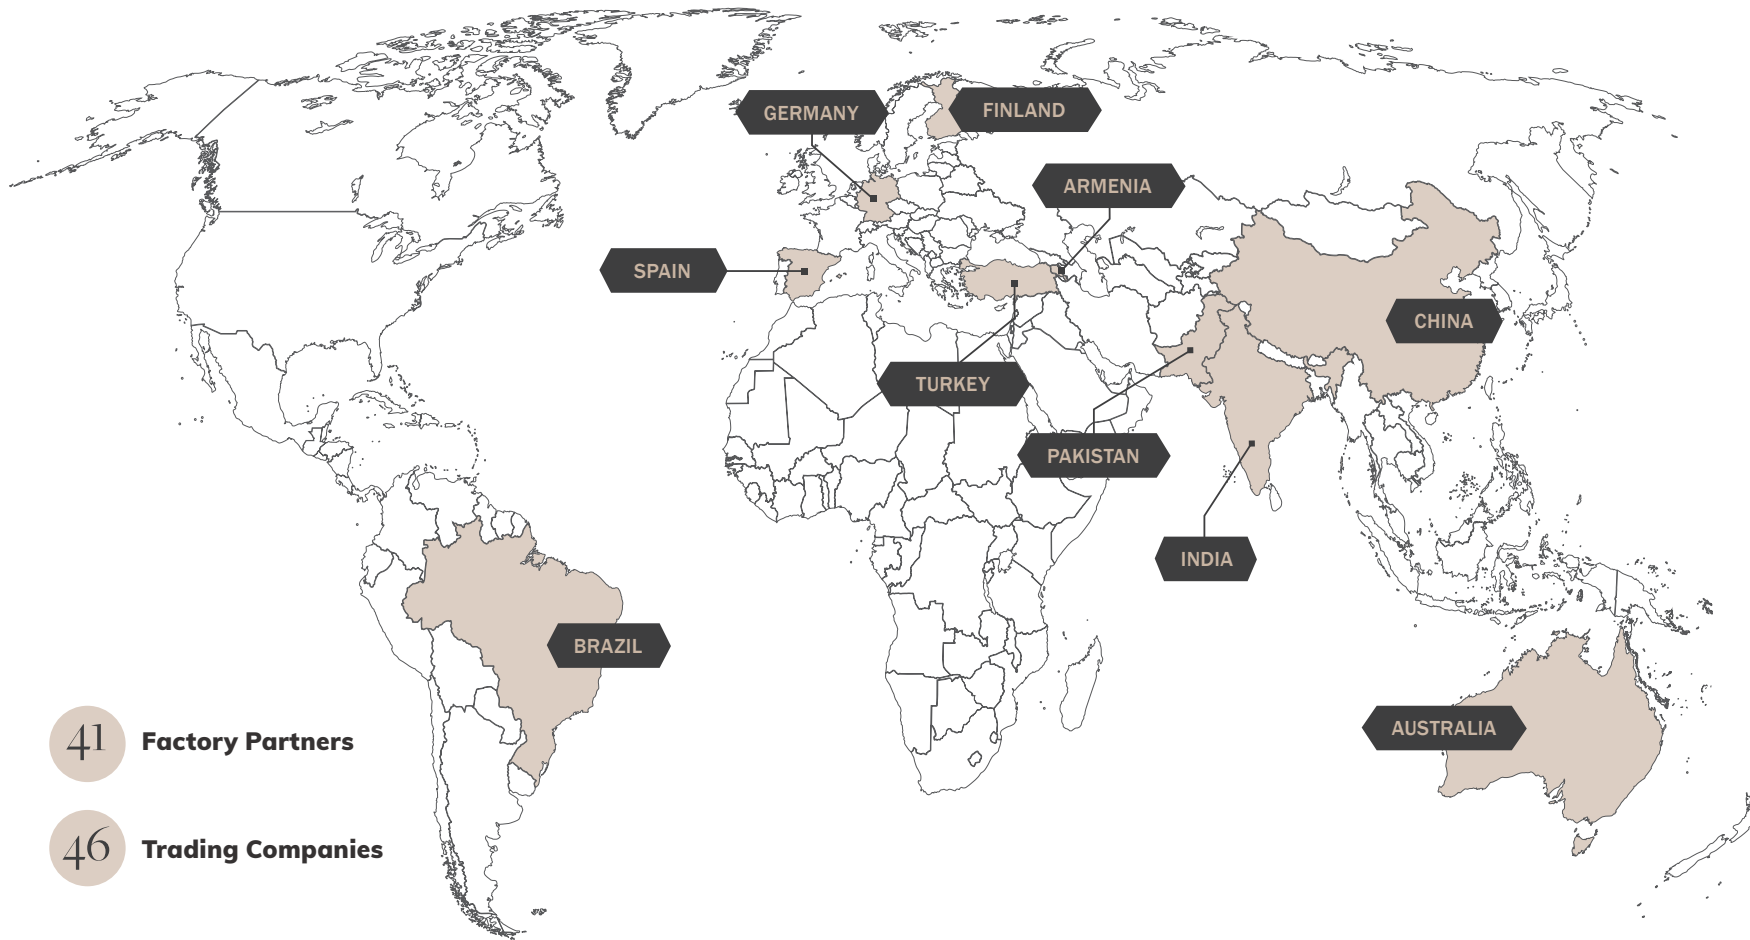 GERMANY
FINLAND
ARMENIA
SPAIN
CHINA
TURKEY
PAKISTAN
INDIA
BRAZIL
AUSTRALIA
41 Factory Partners
46 Trading Companies